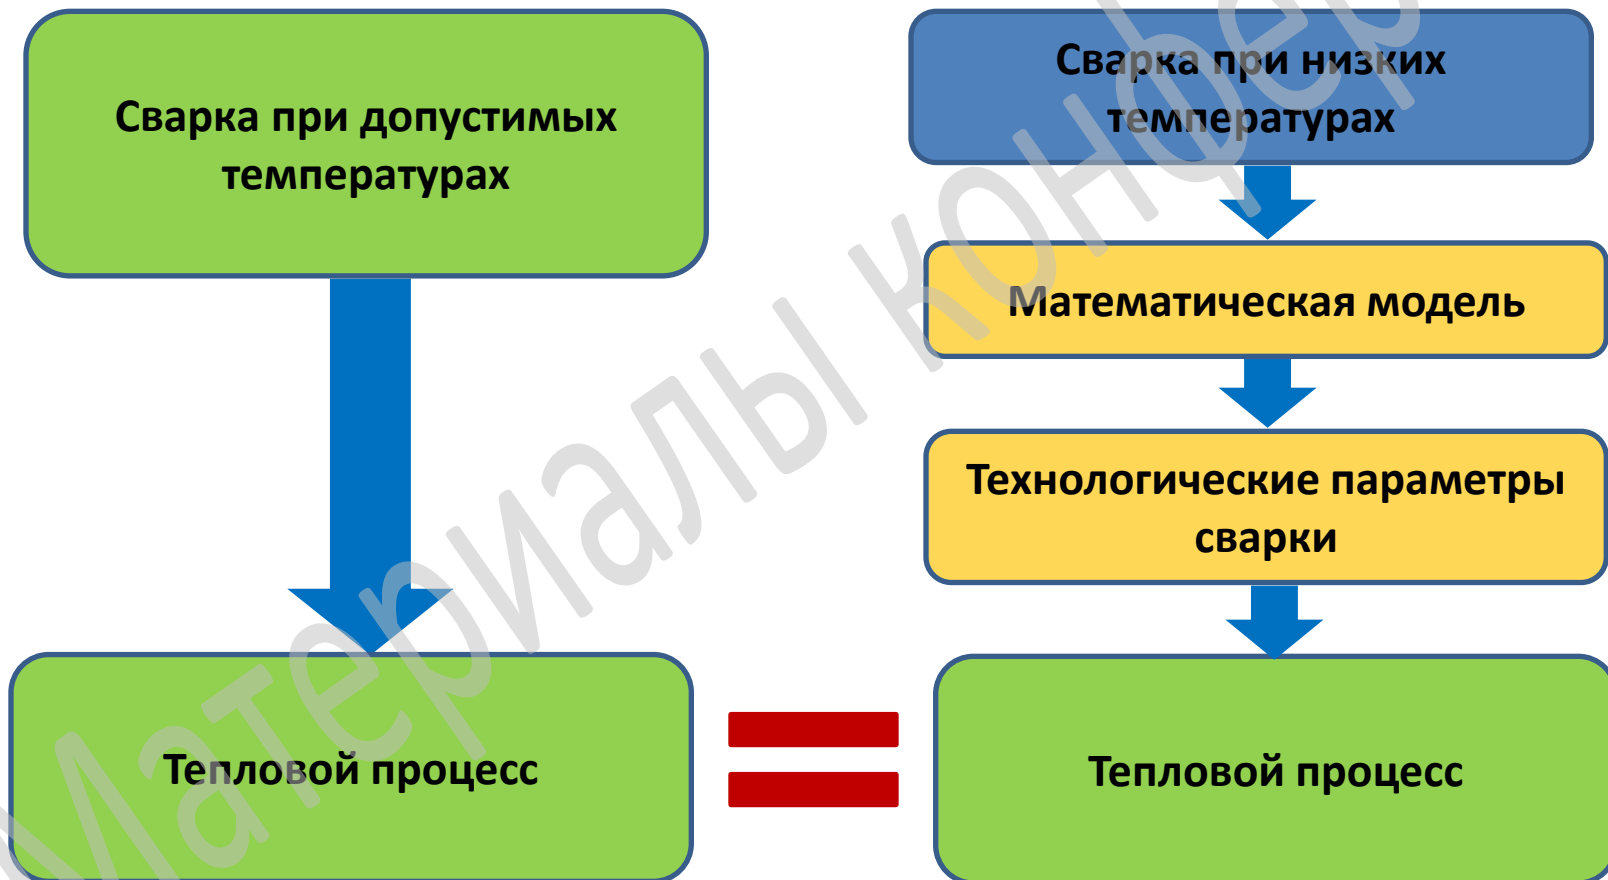 Сварка при допустимых
температурах
Сварка при низких
температурах
Математическая модель
Технологические параметры
сварки
Тепловой процесс
Тепловой процесс
Материалы конфер